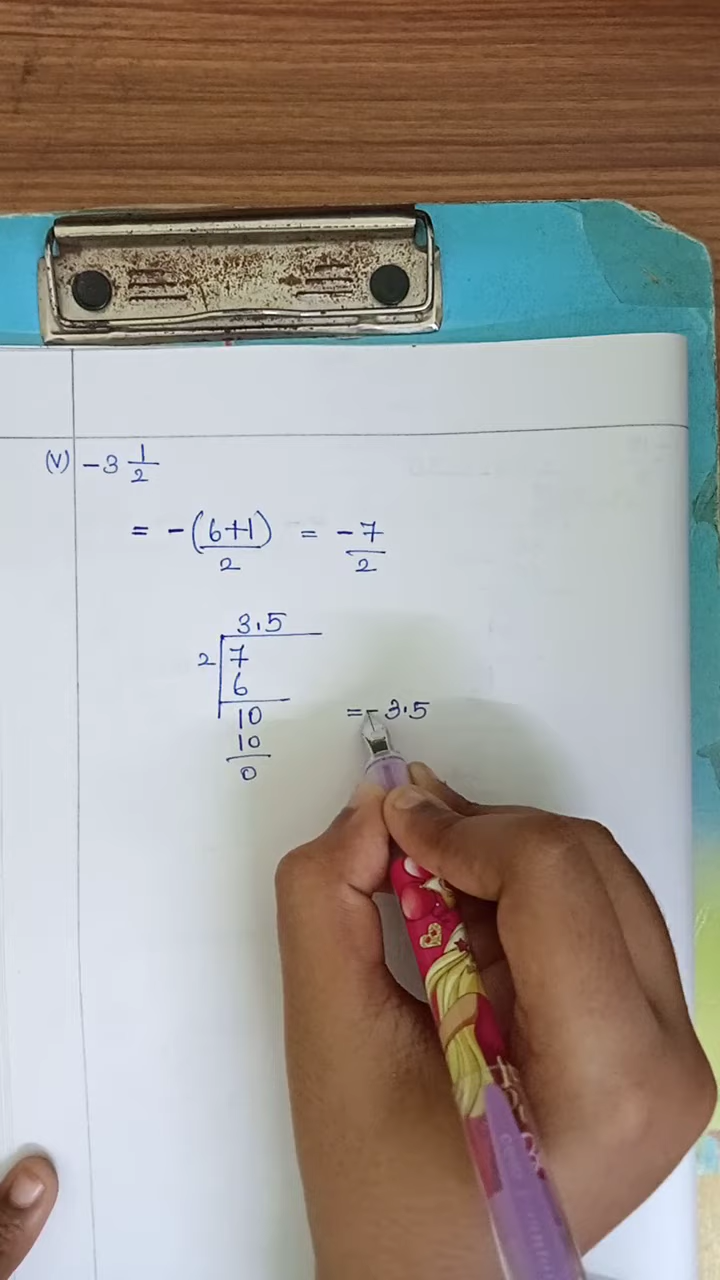 (V) -3 1/2
= -(6+1)/2 = -7/2
3.5
2 7
6
10 = - 3.5
10
0